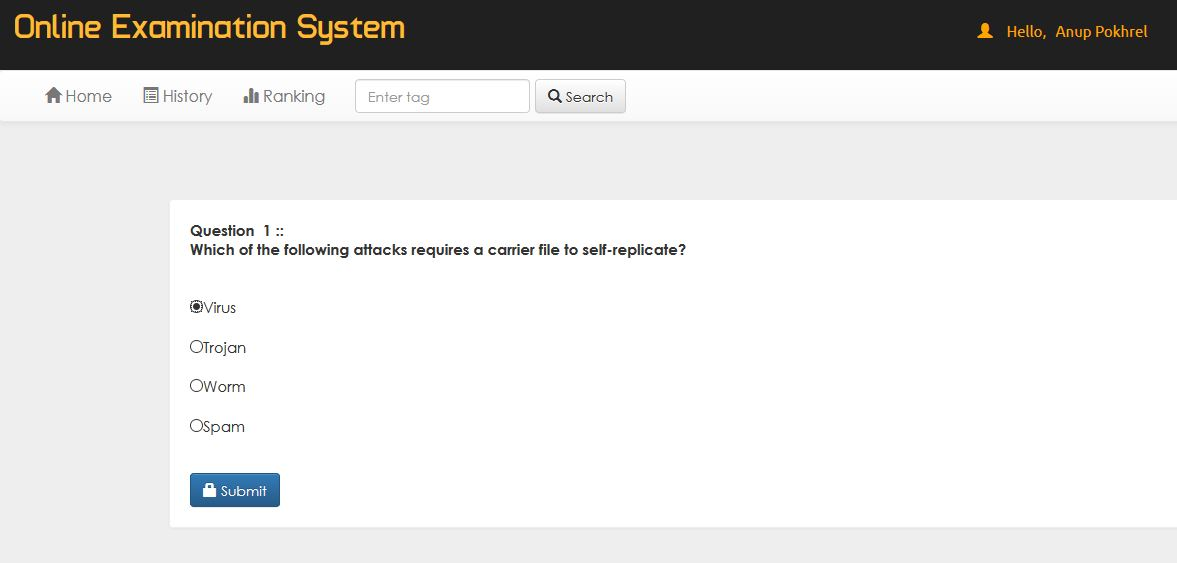 Online Examination System
Hello, Anup Pokhrel
Home History Ranking Enter tag Search
Question 1 ::
Which of the following attacks requires a carrier file to self-replicate?
Virus
Trojan
Worm
Spam
Submit